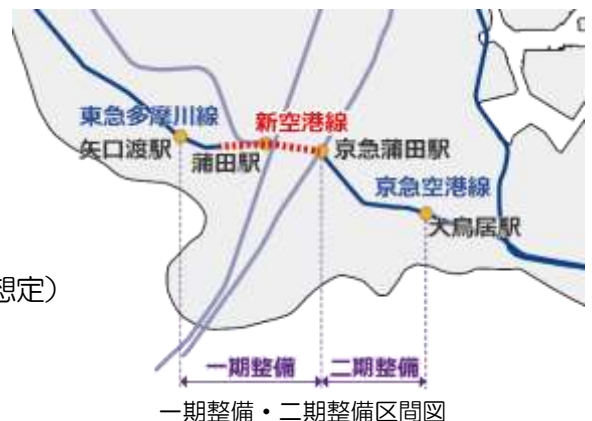 東急多摩川線
新空港線
矢口渡駅
蒲田駅
京急蒲田駅
京急空港線
大鳥居駅
想定）
一期整備
二期整備
一期整備・二期整備区間図